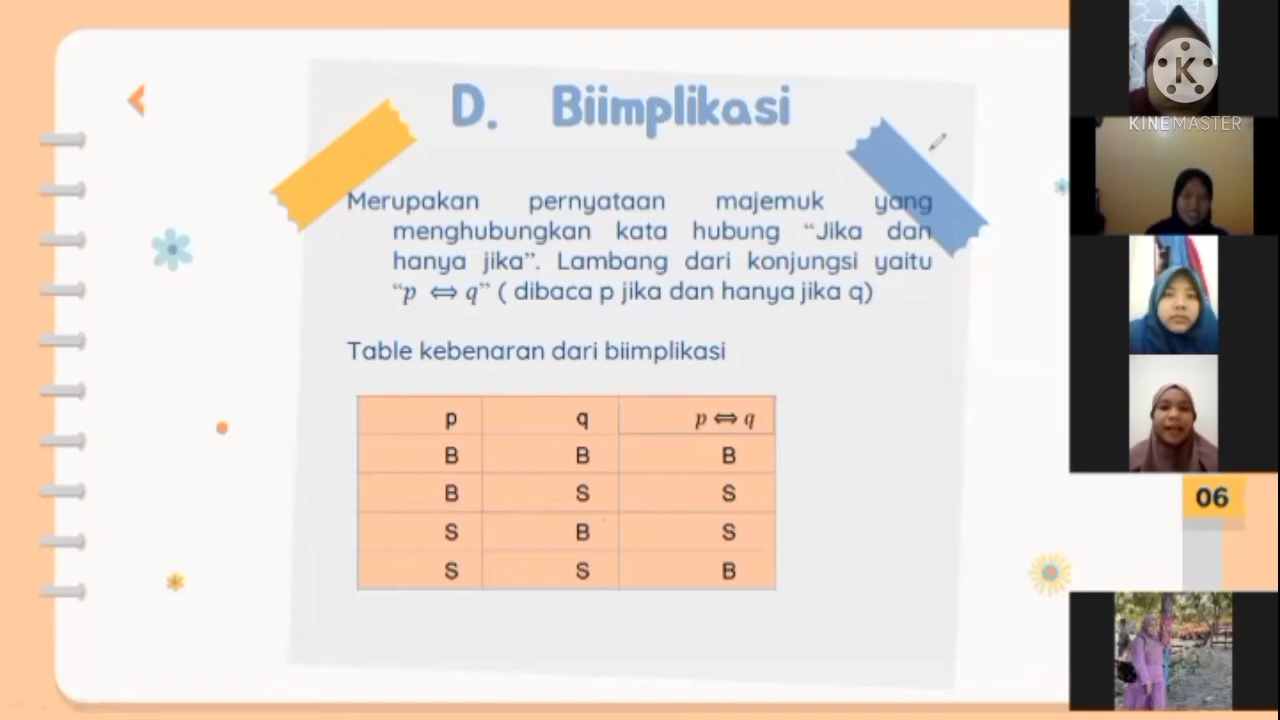 D. Biimplikasi
Merupakan pernyataan majemuk yang
menghubungkan kata hubung “Jika dan
hanya jika”. Lambang dari konjungsi yaitu
“p ⇔ q” ( dibaca p jika dan hanya jika q)
Table kebenaran dari biimplikasi
p q p ⇔ q
B B B
B S S
S B S
S S B
06
K
KINEMASTER